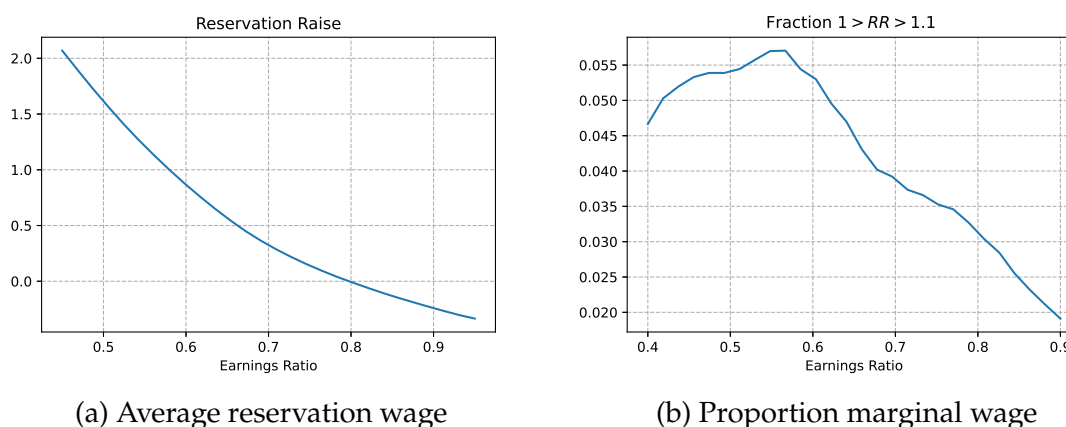 Reservation Raise
2.0
1.5
1.0
0.5
0.0
0.5 0.6 0.7 0.8 0.9
Earnings Ratio
(a) Average reservation wage
Fraction 1 > RR > 1.1
0.055
0.050
0.045
0.040
0.035
0.030
0.025
0.020
0.4 0.5 0.6 0.7 0.8 0.9
Earnings Ratio
(b) Proportion marginal wage